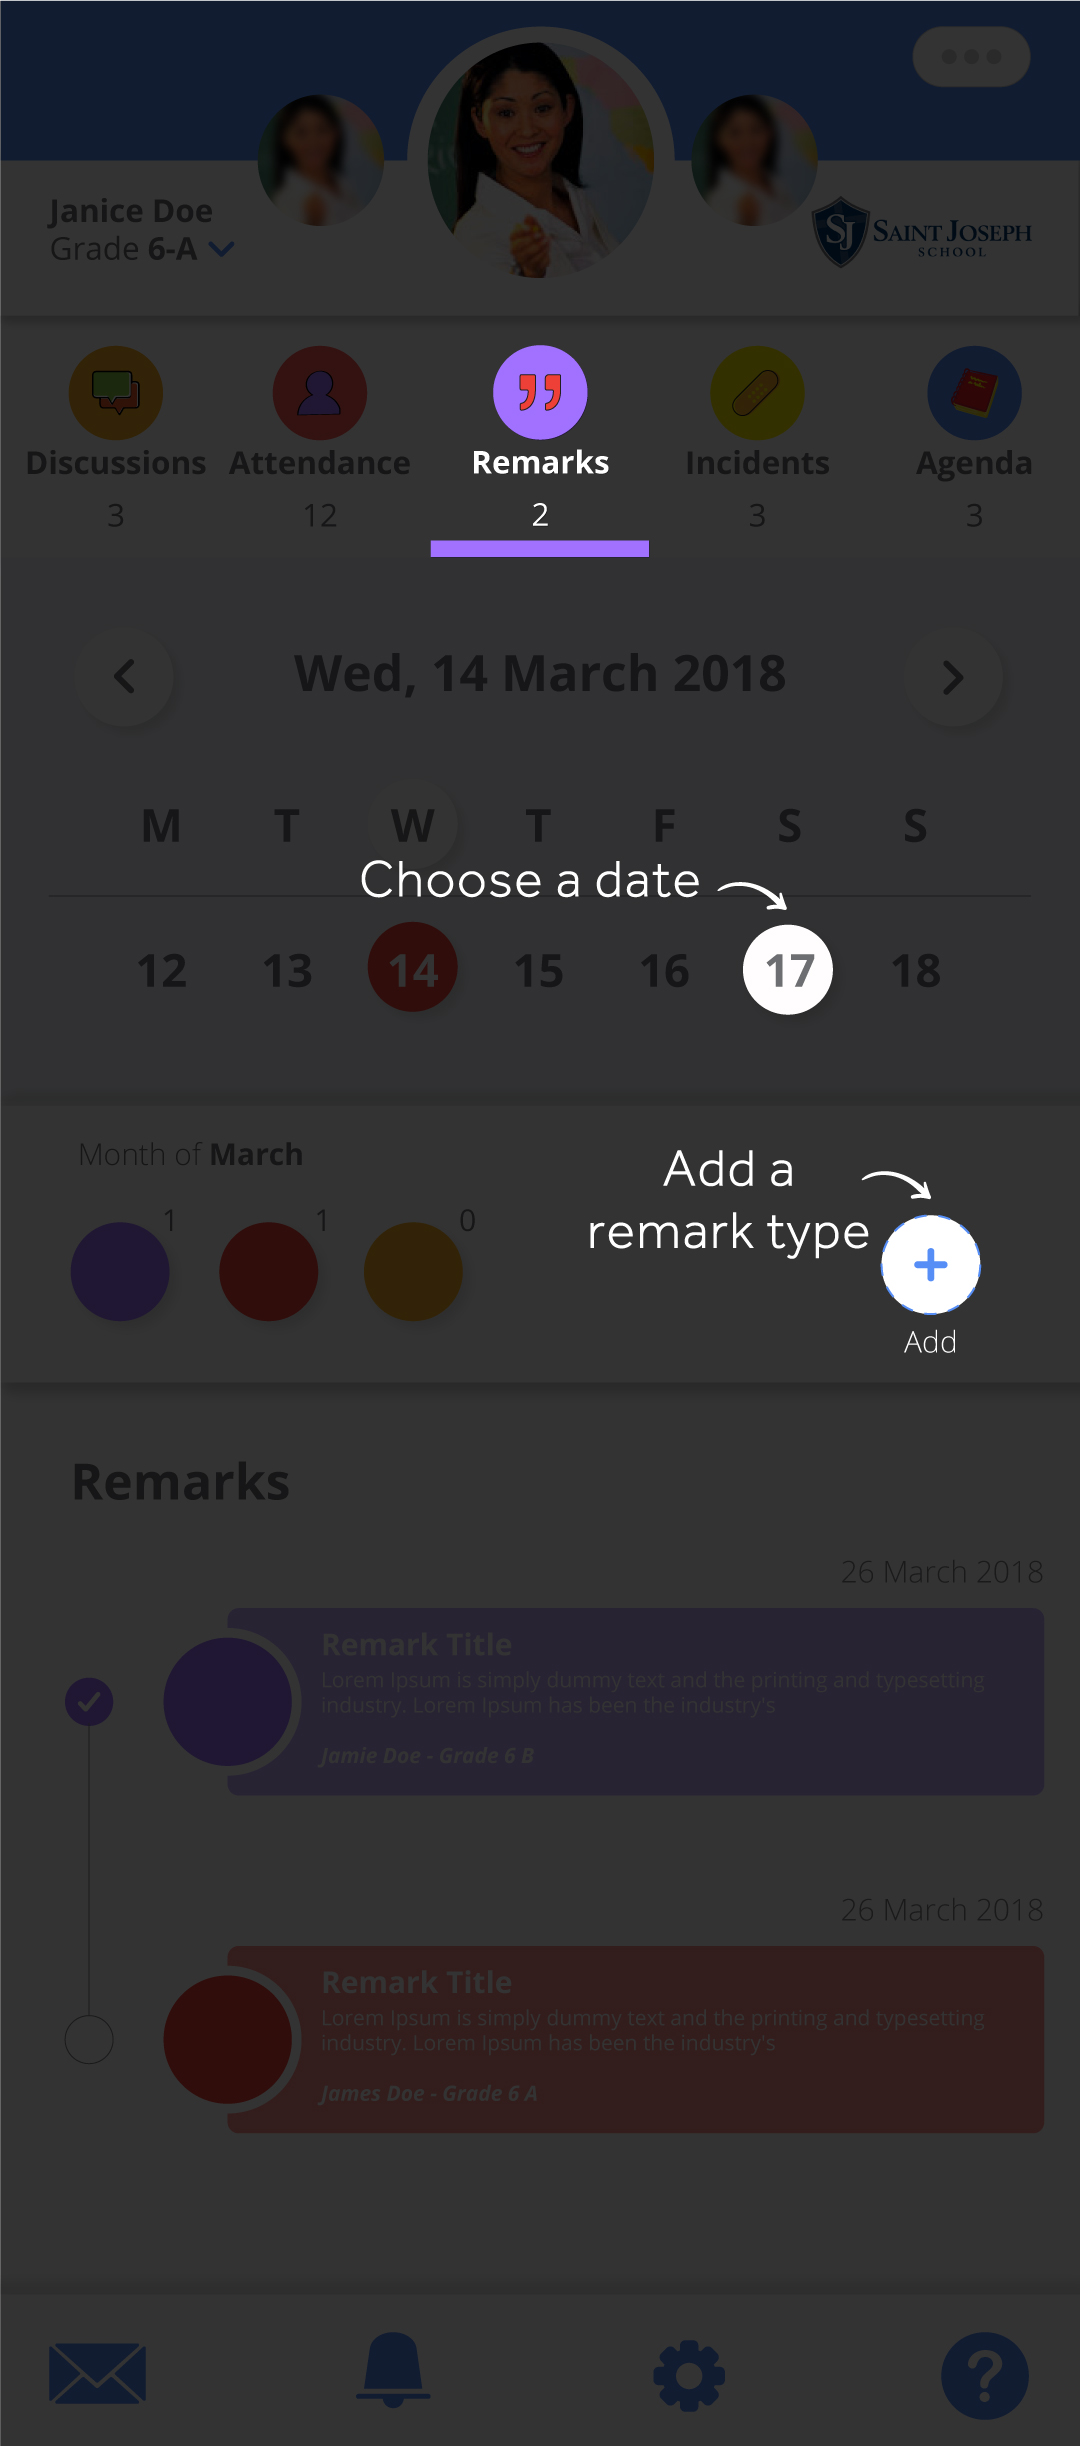 Janice Doe
Grade 6-A
SJ SAINT JOSEPH
SCHOOL
Discussions Attendance Remarks Incidents Agenda
3 12 2 3 3
Wed, 14 March 2018
M T W T F S S
Choose a date
12 13 14 15 16 17 18
Month of March
1 1 0
Add a
remark type
Add
Remarks
26 March 2018
Remark Title
Lorem Ipsum is simply dummy text and the printing and typesetting
industry. Lorem Ipsum has been the industry's
Jamie Doe - Grade 6 B
26 March 2018
Remark Title
Lorem Ipsum is simply dummy text and the printing and typesetting
industry. Lorem Ipsum has been the industry's
James Doe - Grade 6 A
?